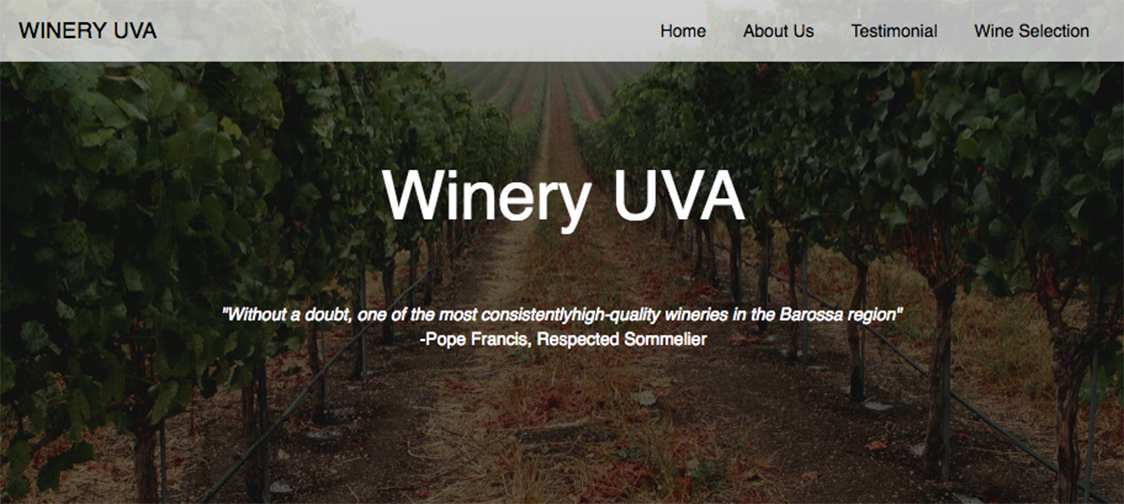 WINERY UVA
Home About Us Testimonial Wine Selection
Winery UVA
"Without a doubt, one of the most consistentlyhigh-quality wineries in the Barossa region"
-Pope Francis, Respected Sommelier